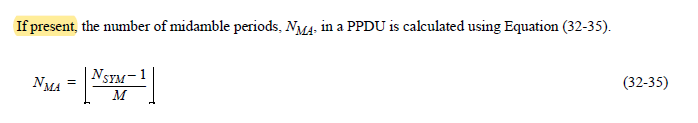 If present, the number of midamble periods, N_MA, in a PPDU is calculated using Equation (32-35).
N_MA = ⌊(N_SYM – 1) / M⌋ (32-35)